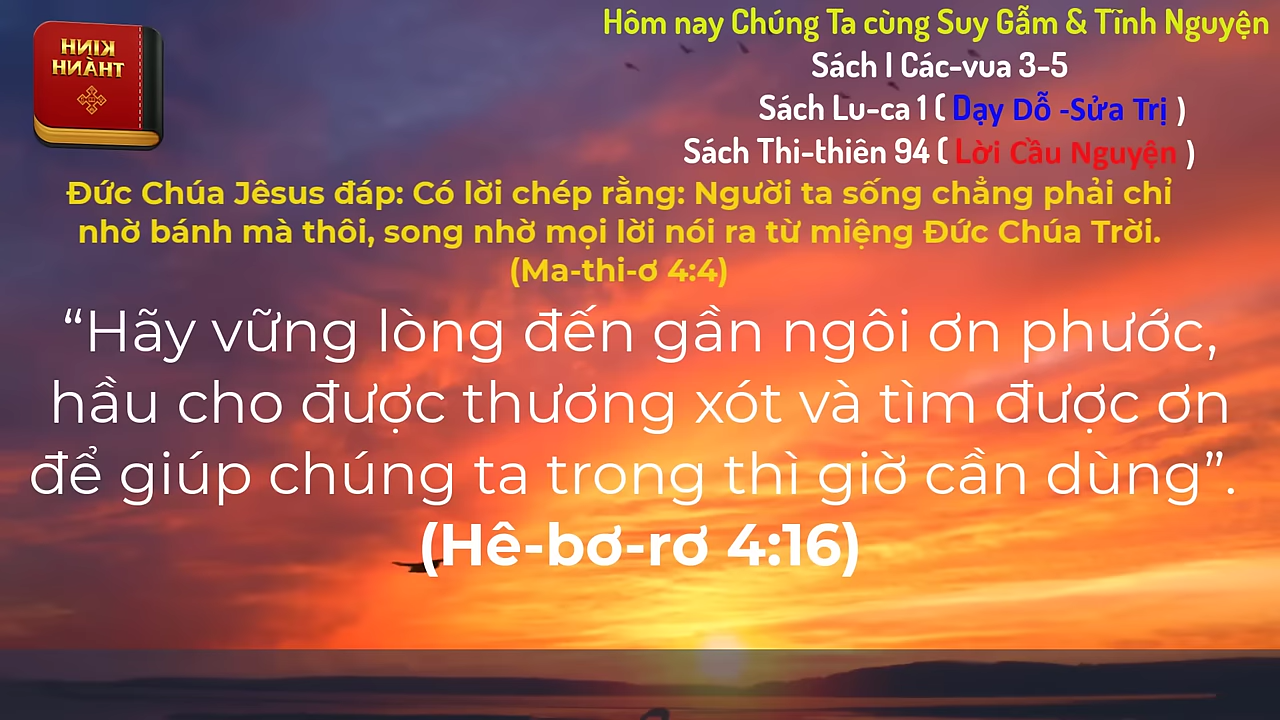 KINH
THÀNH
Hôm nay Chúng Ta cùng Suy Gẫm & Tĩnh Nguyện
Sách I Các-vua 3-5
Sách Lu-ca 1 ( Dạy Dỗ -Sửa Trị )
Sách Thi-thiên 94 ( Lời Cầu Nguyện )
Đức Chúa Jêsus đáp: Có lời chép rằng: Người ta sống chẳng phải chỉ
nhờ bánh mà thôi, song nhờ mọi lời nói ra từ miệng Đức Chúa Trời.
(Ma-thi-ơ 4:4)
“Hãy vững lòng đến gần ngôi ơn phước,
hầu cho được thương xót và tìm được ơn
để giúp chúng ta trong thì giờ cần dùng”.
(Hê-bơ-rơ 4:16)